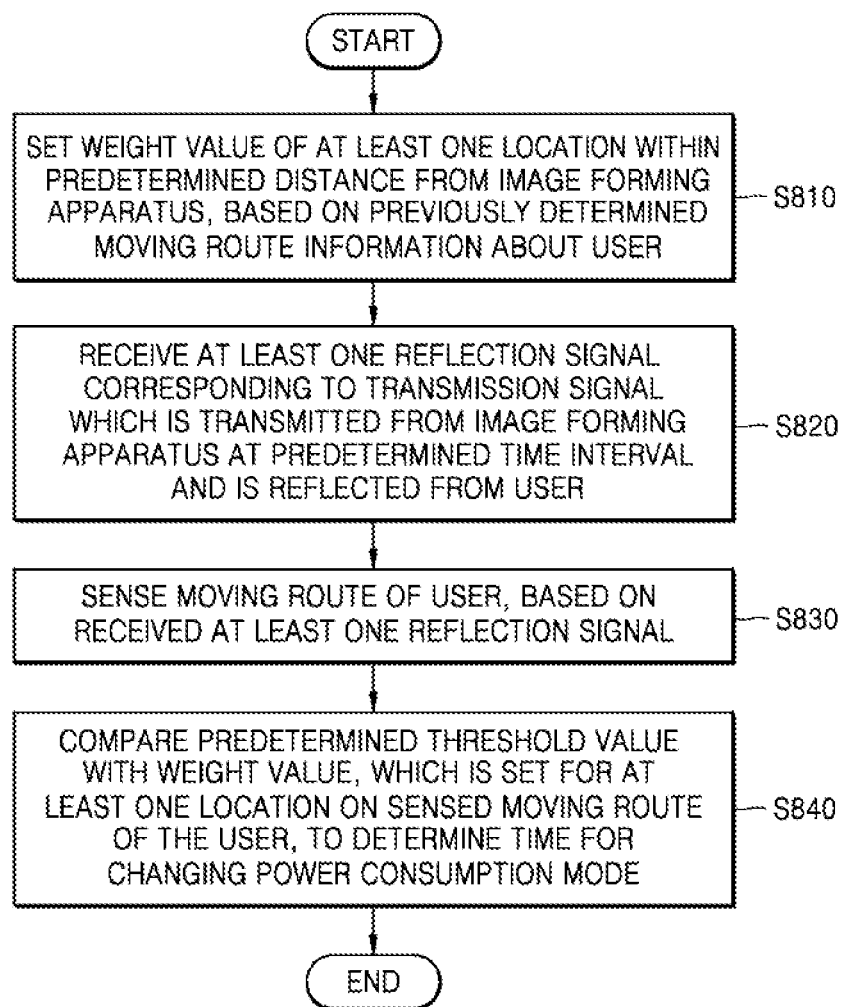 START
SET WEIGHT VALUE OF AT LEAST ONE LOCATION WITHIN
PREDETERMINED DISTANCE FROM IMAGE FORMING
APPARATUS, BASED ON PREVIOUSLY DETERMINED
MOVING ROUTE INFORMATION ABOUT USER
S810
RECEIVE AT LEAST ONE REFLECTION SIGNAL
CORRESPONDING TO TRANSMISSION SIGNAL
WHICH IS TRANSMITTED FROM IMAGE FORMING
APPARATUS AT PREDETERMINED TIME INTERVAL
AND IS REFLECTED FROM USER
S820
SENSE MOVING ROUTE OF USER, BASED ON
RECEIVED AT LEAST ONE REFLECTION SIGNAL
S830
COMPARE PREDETERMINED THRESHOLD VALUE
WITH WEIGHT VALUE, WHICH IS SET FOR AT
LEAST ONE LOCATION ON SENSED MOVING ROUTE
OF THE USER, TO DETERMINE TIME FOR
CHANGING POWER CONSUMPTION MODE
S840
END